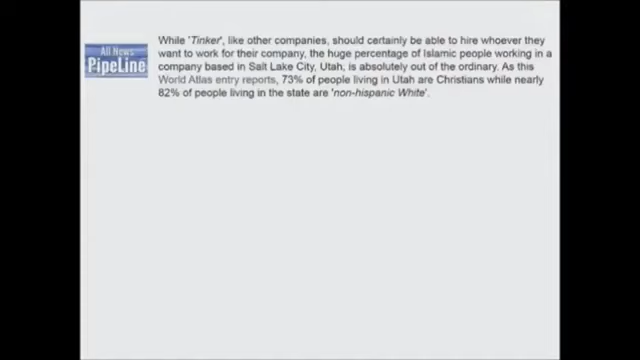 All News
PipeLine
While 'Tinker', like other companies, should certainly be able to hire whoever they
want to work for their company, the huge percentage of Islamic people working in a
company based in Salt Lake City, Utah, is absolutely out of the ordinary. As this
World Atlas entry reports, 73% of people living in Utah are Christians while nearly
82% of people living in the state are 'non-hispanic White'.